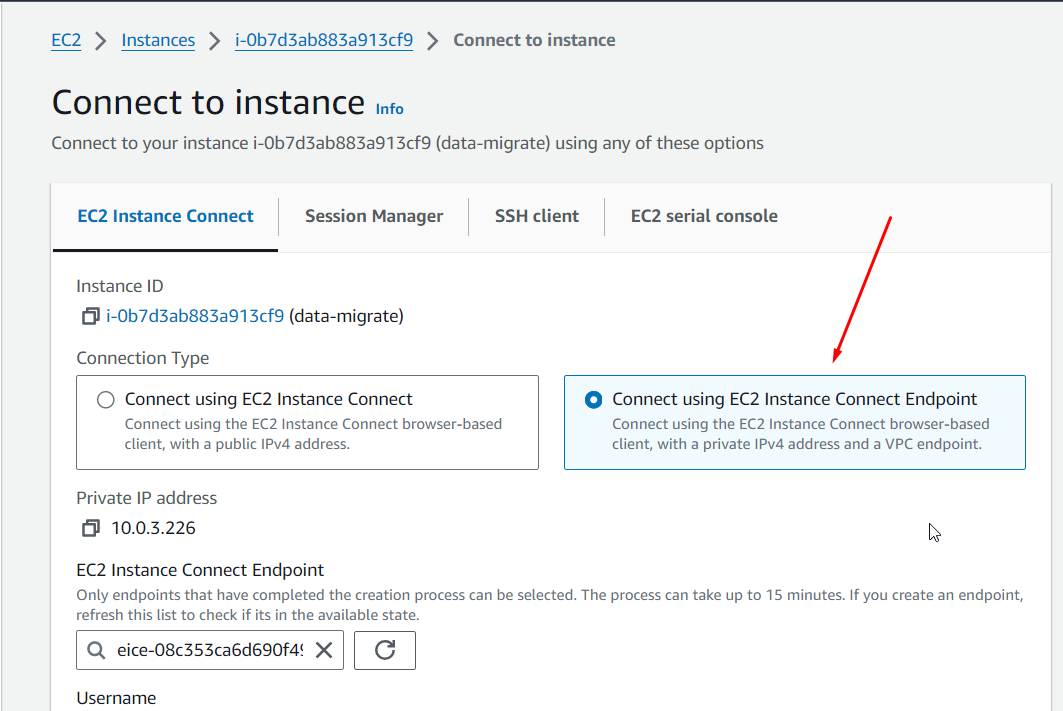 EC2 > Instances > i-0b7d3ab883a913cf9 > Connect to instance
Connect to instance Info
Connect to your instance i-0b7d3ab883a913cf9 (data-migrate) using any of these options
EC2 Instance Connect Session Manager SSH client EC2 serial console
Instance ID
i-0b7d3ab883a913cf9 (data-migrate)
Connection Type
Connect using EC2 Instance Connect
Connect using the EC2 Instance Connect browser-based
client, with a public IPv4 address.
Connect using EC2 Instance Connect Endpoint
Connect using the EC2 Instance Connect browser-based
client, with a private IPv4 address and a VPC endpoint.
Private IP address
10.0.3.226
EC2 Instance Connect Endpoint
Only endpoints that have completed the creation process can be selected. The process can take up to 15 minutes. If you create an endpoint,
refresh this list to check if its in the available state.
eice-08c353ca6d690f49
Username